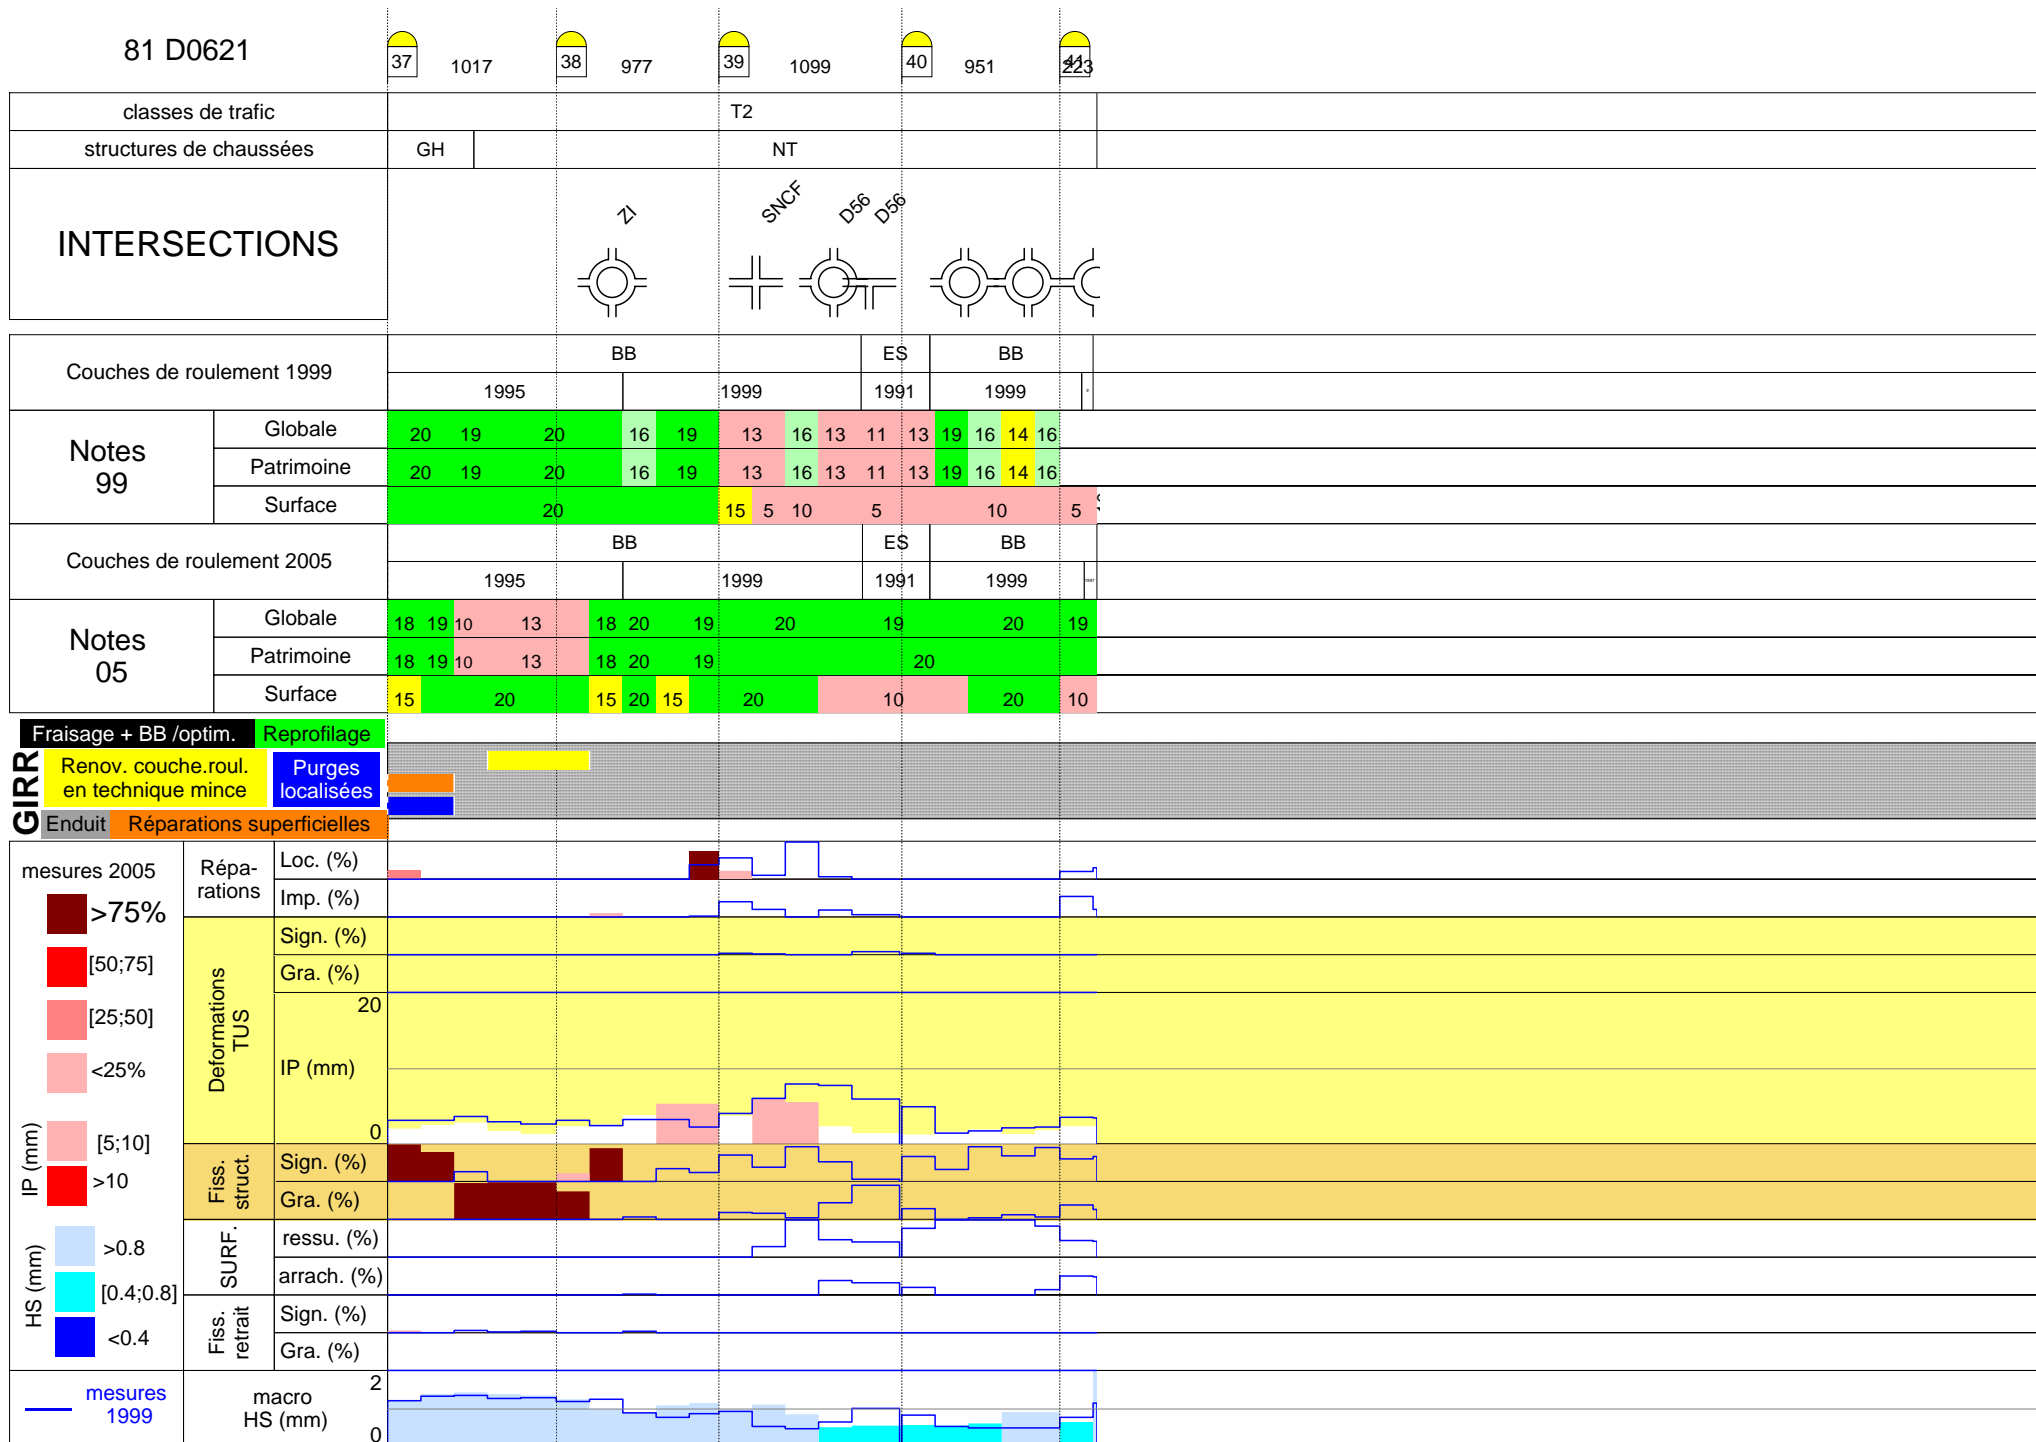 81 D0621
37 1017 38 977 39 1099 40 951 41 223
classes de trafic T2
structures de chaussées GH NT
INTERSECTIONS
ZI SNCF D56 D56
Couches de roulement 1999
BB ES BB
1995 1999 1991 1999
Notes 99
Globale 20 19 20 16 19 13 16 13 11 13 19 16 14 16
Patrimoine 20 19 20 16 19 13 16 13 11 13 19 16 14 16
Surface 20 15 5 10 5 10 5
Couches de roulement 2005
BB ES BB
1995 1999 1991 1999
Notes 05
Globale 18 19 10 13 18 20 19 20 19 20 19
Patrimoine 18 19 10 13 18 20 19 20
Surface 15 20 15 20 15 20 10 20 10
GIRR
Fraisage + BB /optim. Reprofilage
Renov. couche.roul. en technique mince
Purges localisées
Enduit Réparations superficielles
mesures 2005
>75%
[50;75]
[25;50]
<25%
IP (mm)
[5;10]
>10
HS (mm)
>0.8
[0.4;0.8]
<0.4
mesures 1999
Répa-
rations
Loc. (%)
Imp. (%)
Deformations
TUS
Sign. (%)
Gra. (%)
20
IP (mm)
0
Fiss.
struct.
Sign. (%)
Gra. (%)
SURF.
ressu. (%)
arrach. (%)
Fiss.
retrait
Sign. (%)
Gra. (%)
macro
HS (mm)
2
0